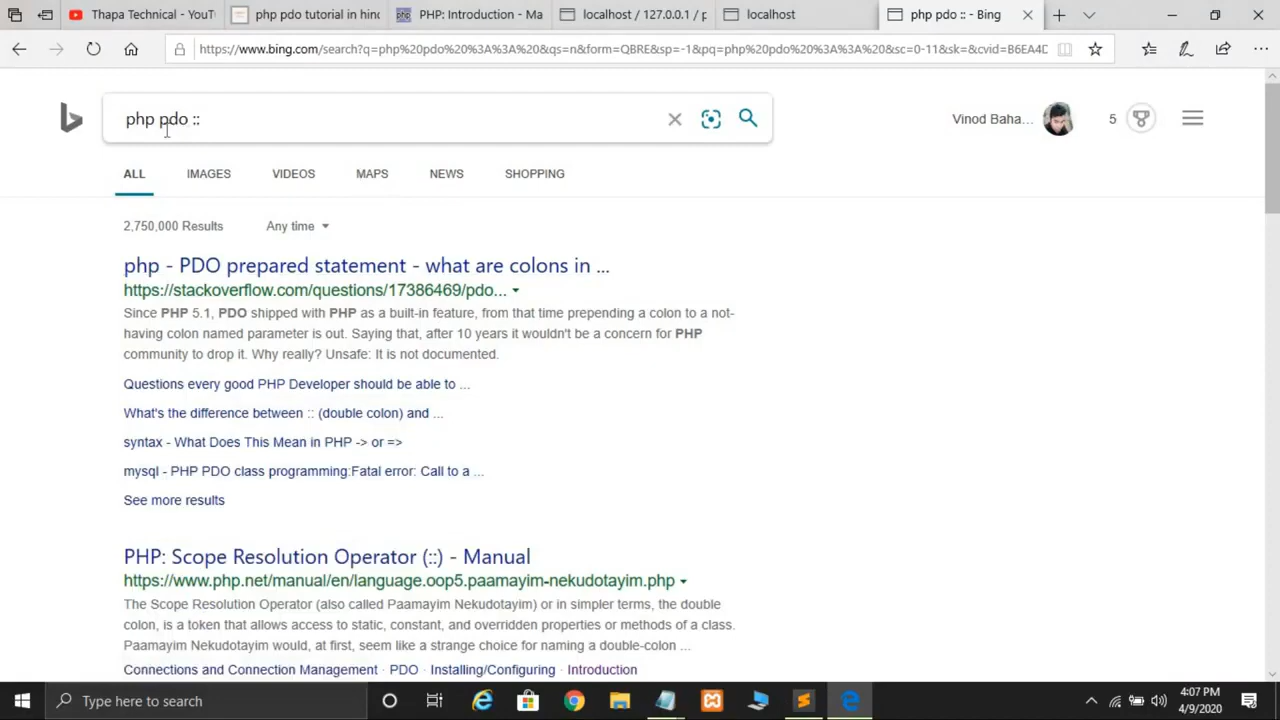 Thapa Technical - YouT
php pdo tutorial in hinc
PHP: Introduction - Ma
localhost / 127.0.0.1 / p
localhost
php pdo :: - Bing
https://www.bing.com/search?q=php%20pdo%20%3A%3A%20&qs=n&form=QBRE&sp=-1&pq=php%20pdo%20%3A%3A%20&sc=0-11&sk=&cvid=B6EA4D
php pdo ::
Vinod Baha...
5
ALL IMAGES VIDEOS MAPS NEWS SHOPPING
2,750,000 Results Any time
php - PDO prepared statement - what are colons in ...
https://stackoverflow.com/questions/17386469/pdo...
Since PHP 5.1, PDO shipped with PHP as a built-in feature, from that time prepending a colon to a not-
having colon named parameter is out. Saying that, after 10 years it wouldn't be a concern for PHP
community to drop it. Why really? Unsafe: It is not documented.
Questions every good PHP Developer should be able to ...
What's the difference between :: (double colon) and ...
syntax - What Does This Mean in PHP -> or =>
mysql - PHP PDO class programming:Fatal error: Call to a ...
See more results
PHP: Scope Resolution Operator (::) - Manual
https://www.php.net/manual/en/language.oop5.paamayim-nekudotayim.php
The Scope Resolution Operator (also called Paamayim Nekudotayim) or in simpler terms, the double
colon, is a token that allows access to static, constant, and overridden properties or methods of a class.
Paamayim Nekudotayim would, at first, seem like a strange choice for naming a double-colon ...
Connections and Connection Management · PDO · Installing/Configuring · Introduction
Type here to search
4:07 PM
4/9/2020